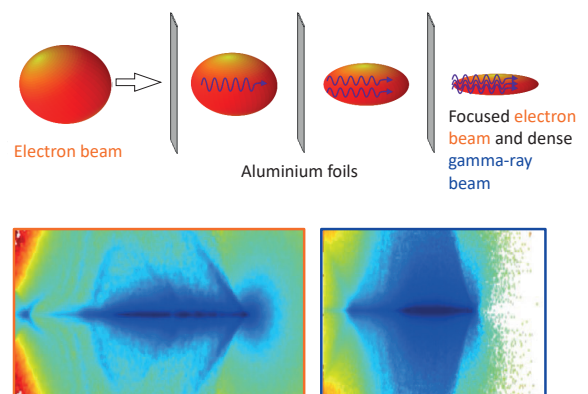 Electron beam
Aluminium foils
Focused electron
beam and dense
gamma-ray
beam